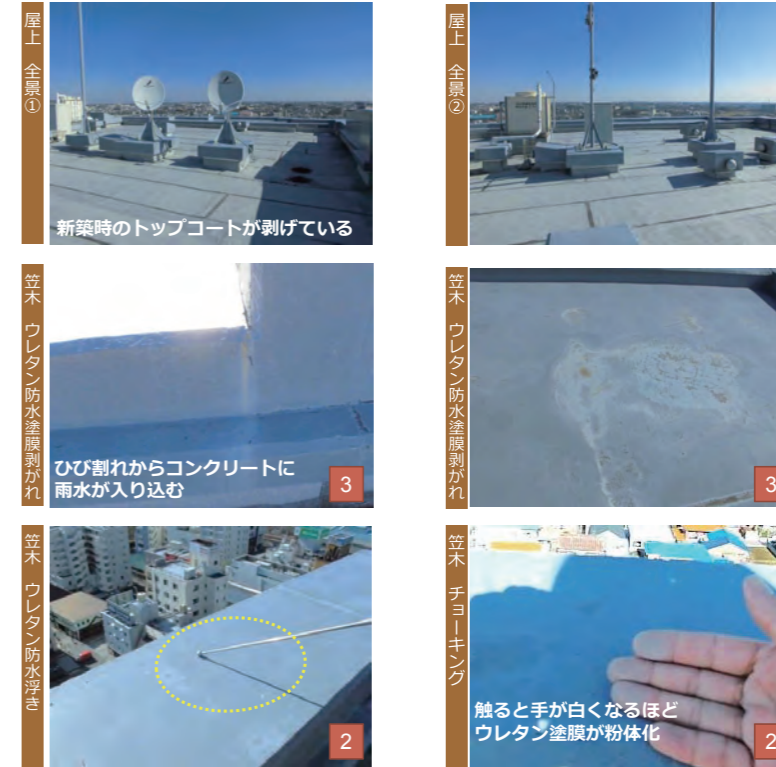 屋上　全景①
新築時のトップコートが剥げている
屋上　全景②
笠木　ウレタン防水塗膜剥がれ
ひび割れからコンクリートに
雨水が入り込む
3
笠木　ウレタン防水塗膜剥がれ
3
笠木　ウレタン防水浮き
2
笠木　チョーキング
触ると手が白くなるほど
ウレタン塗膜が粉体化
2